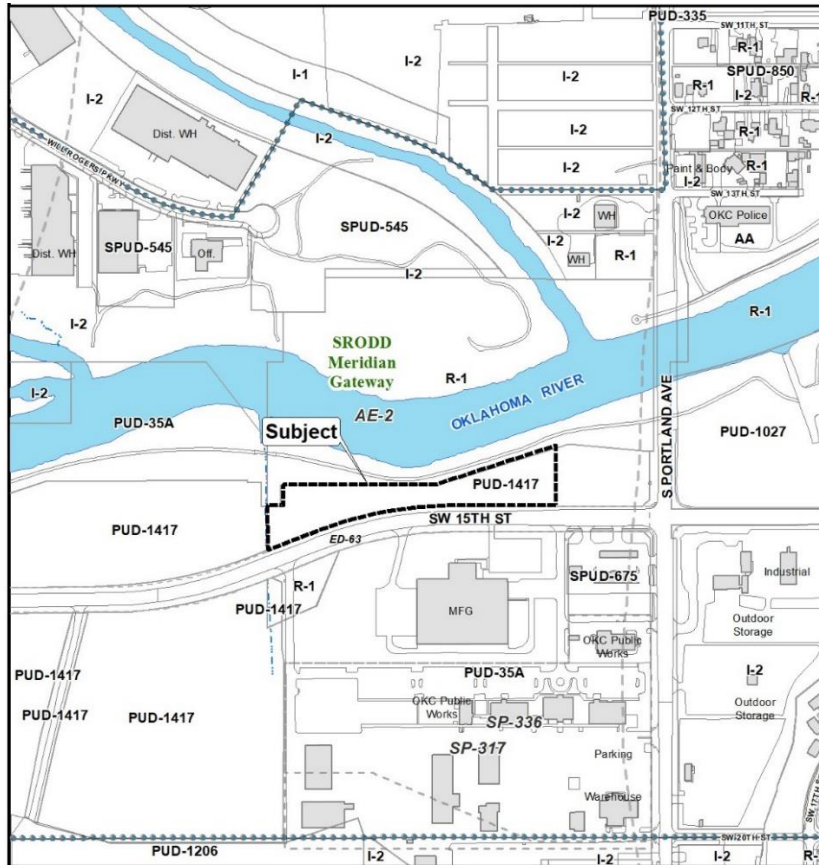 PUD-335
SW 11TH ST
R-1
SPUD-850
I-1
I-2
I-2
I-2
I-2
R-1
I-2
R-1
SW 12TH ST
Dist. WH
I-2
I-2
R-1
WILL ROGERS PKWY
I-2
Paint & Body
I-2
R-1
SW 13TH ST
SPUD-545
SPUD-545
Off.
Dist. WH
I-2
WH
I-2
WH
R-1
OKC Police
AA
I-2
I-2
R-1
SRODD
Meridian
Gateway
R-1
I-2
PUD-35A
AE-2
OKLAHOMA RIVER
S PORTLAND AVE
PUD-1027
Subject
PUD-1417
PUD-1417
SW 15TH ST
ED-63
R-1
PUD-1417
MFG
SPUD-675
Industrial
OKC Public
Works
Outdoor
Storage
PUD-35A
I-2
PUD-1417
PUD-1417
PUD-1417
OKC Public
Works
SP-336
Outdoor
Storage
SP-317
Parking
Warehouse
SW 17TH ST
SW 20TH ST
PUD-1206
I-2
I-2
I-2
I-2